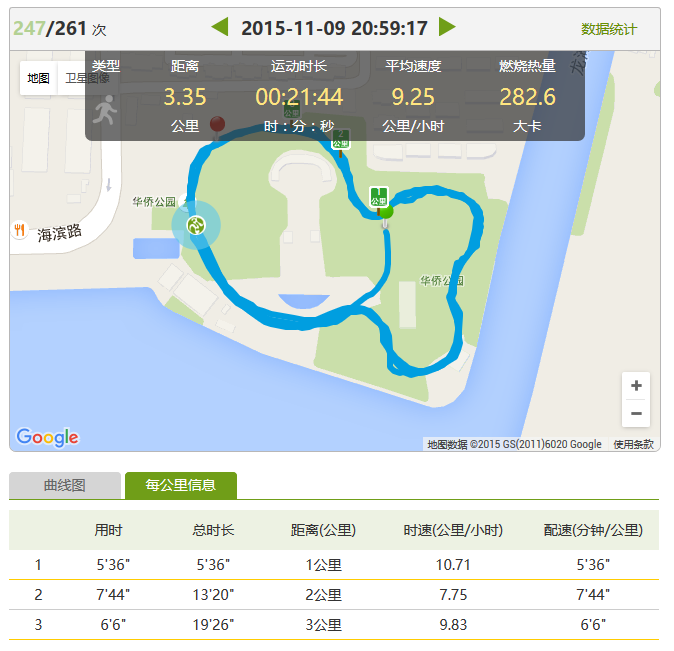 247/261 次 2015-11-09 20:59:17 数据统计
地图 卫星图像
类型 距离 运动时长 平均速度 燃烧热量
3.35 00:21:44 9.25 282.6
公里 时：分：秒 公里/小时 大卡
2
公里
1
公里
华侨公园
海滨路
华侨公园
+
−
Google
地图数据 ©2015 GS(2011)6020 Google 使用条款
曲线图 每公里信息
用时 总时长 距离(公里) 时速(公里/小时) 配速(分钟/公里)
1 5'36" 5'36" 1公里 10.71 5'36"
2 7'44" 13'20" 2公里 7.75 7'44"
3 6'6" 19'26" 3公里 9.83 6'6"